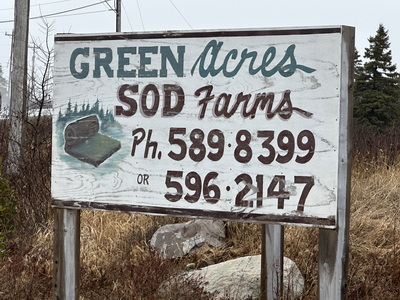 GREEN Acres
SOD Farms
Ph. 589·8399
OR 596·2147